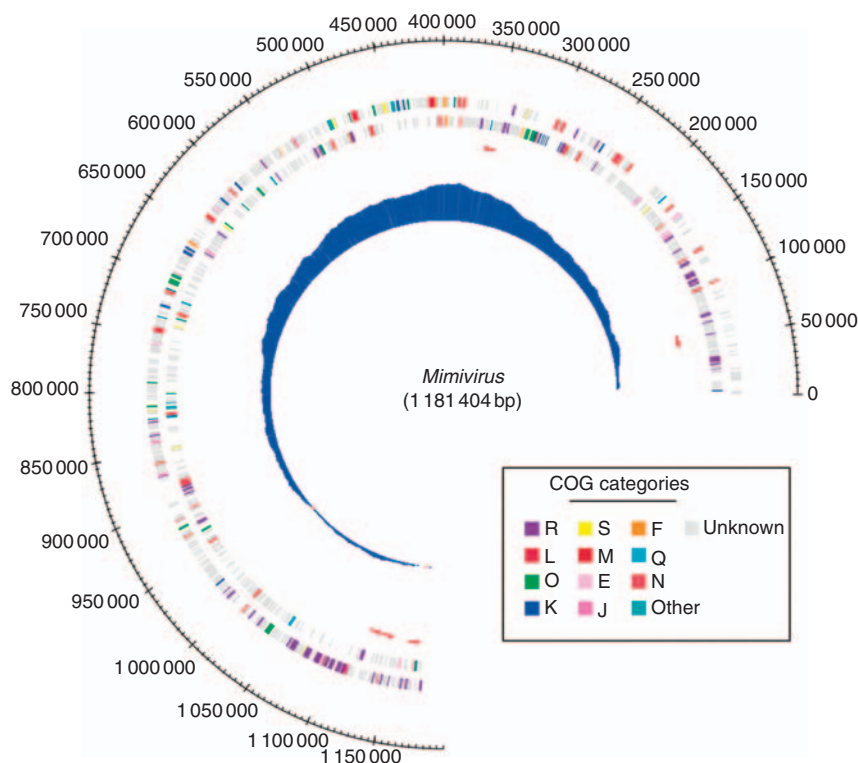 450 000
400 000
350 000
500 000
300 000
550 000
250 000
600 000
200 000
650 000
150 000
700 000
100 000
750 000
50 000
800 000
0
Mimivirus
(1 181 404 bp)
850 000
900 000
950 000
1 000 000
1 050 000
1 100 000
1 150 000
COG categories
R S F Unknown
L M Q
O E N
K J Other